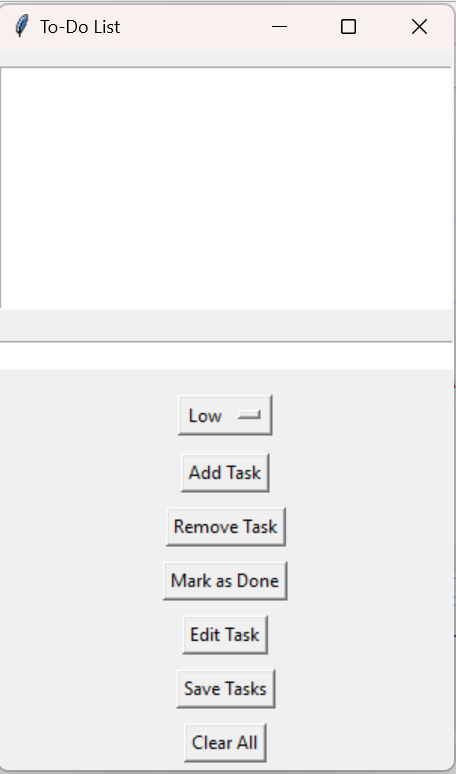 To-Do List
Low
Add Task
Remove Task
Mark as Done
Edit Task
Save Tasks
Clear All